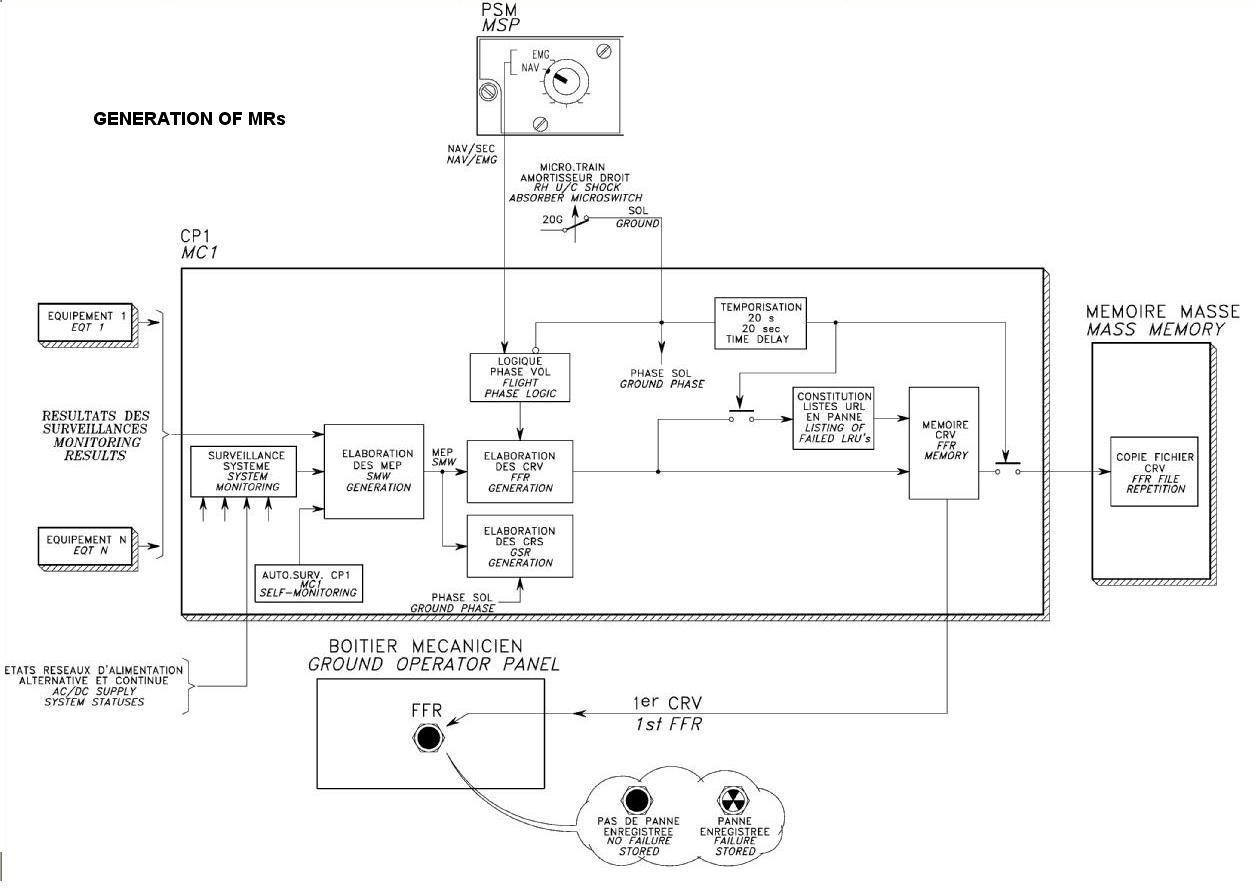 PSM
MSP
EMG
NAV
GENERATION OF MRs
NAV/SEC
NAV/EMG
MICRO.TRAIN
AMORTISSEUR DROIT
RH U/C SHOCK
ABSORBER MICROSWITCH
20G
SOL
GROUND
CP1
MC1
EQUIPEMENT 1
EQT 1
TEMPORISATION
20 s
20 sec
TIME DELAY
MEMOIRE MASSE
MASS MEMORY
LOGIQUE
PHASE VOL
FLIGHT
PHASE LOGIC
PHASE SOL
GROUND PHASE
CONSTITUTION
LISTES URL
EN PANNE
LISTING OF
FAILED LRU's
RESULTATS DES
SURVEILLANCES
MONITORING
RESULTS
SURVEILLANCE
SYSTEME
SYSTEM
MONITORING
ELABORATION
DES MEP
SMW
GENERATION
MEP
SMW
ELABORATION
DES CRV
FFR
GENERATION
MEMOIRE
CRV
FFR
MEMORY
COPIE FICHIER
CRV
FFR FILE
REPETITION
EQUIPEMENT N
EQT N
ELABORATION
DES CRS
GSR
GENERATION
AUTO.SURV. CP1
MC1
SELF-MONITORING
PHASE SOL
GROUND PHASE
BOITIER MECANICIEN
GROUND OPERATOR PANEL
ETATS RESEAUX D'ALIMENTATION
ALTERNATIVE ET CONTINUE
AC/DC SUPPLY
SYSTEM STATUSES
FFR
1er CRV
1st FFR
PAS DE PANNE
ENREGISTREE
NO FAILURE
STORED
PANNE
ENREGISTREE
FAILURE
STORED